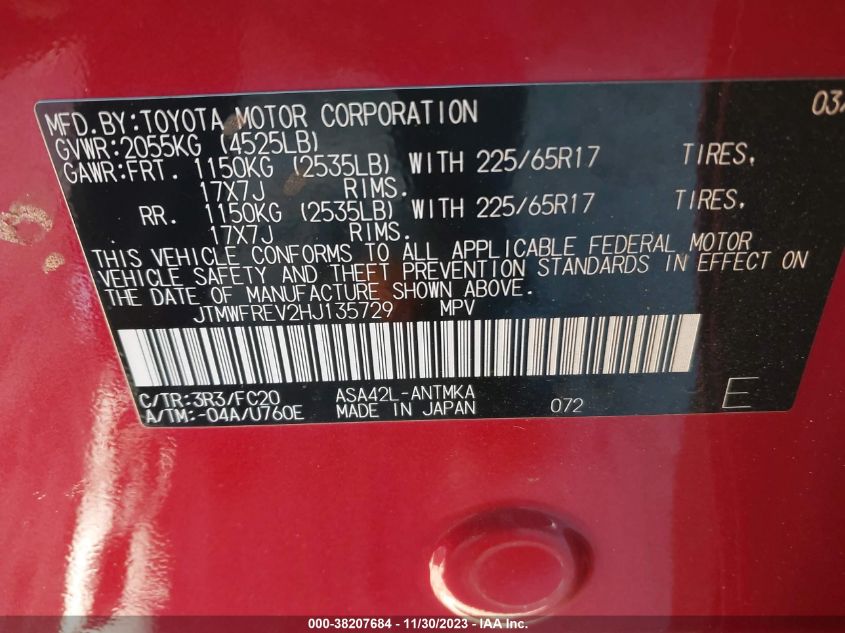 03/
MFD.BY:TOYOTA MOTOR CORPORATION
GVWR:2055KG (4525LB)
GAWR:FRT. 1150KG (2535LB) WITH 225/65R17 TIRES,
17X7J RIMS.
RR. 1150KG (2535LB) WITH 225/65R17 TIRES,
17X7J RIMS.
THIS VEHICLE CONFORMS TO ALL APPLICABLE FEDERAL MOTOR
VEHICLE SAFETY AND THEFT PREVENTION STANDARDS IN EFFECT ON
THE DATE OF MANUFACTURE SHOWN ABOVE.
JTMWFREV2HJ135729 MPV
C/TR:3R3/FC20 ASA42L-ANTMKA
A/TM:-04A/U760E MADE IN JAPAN 072 E
000-38207684 - 11/30/2023 - IAA Inc.